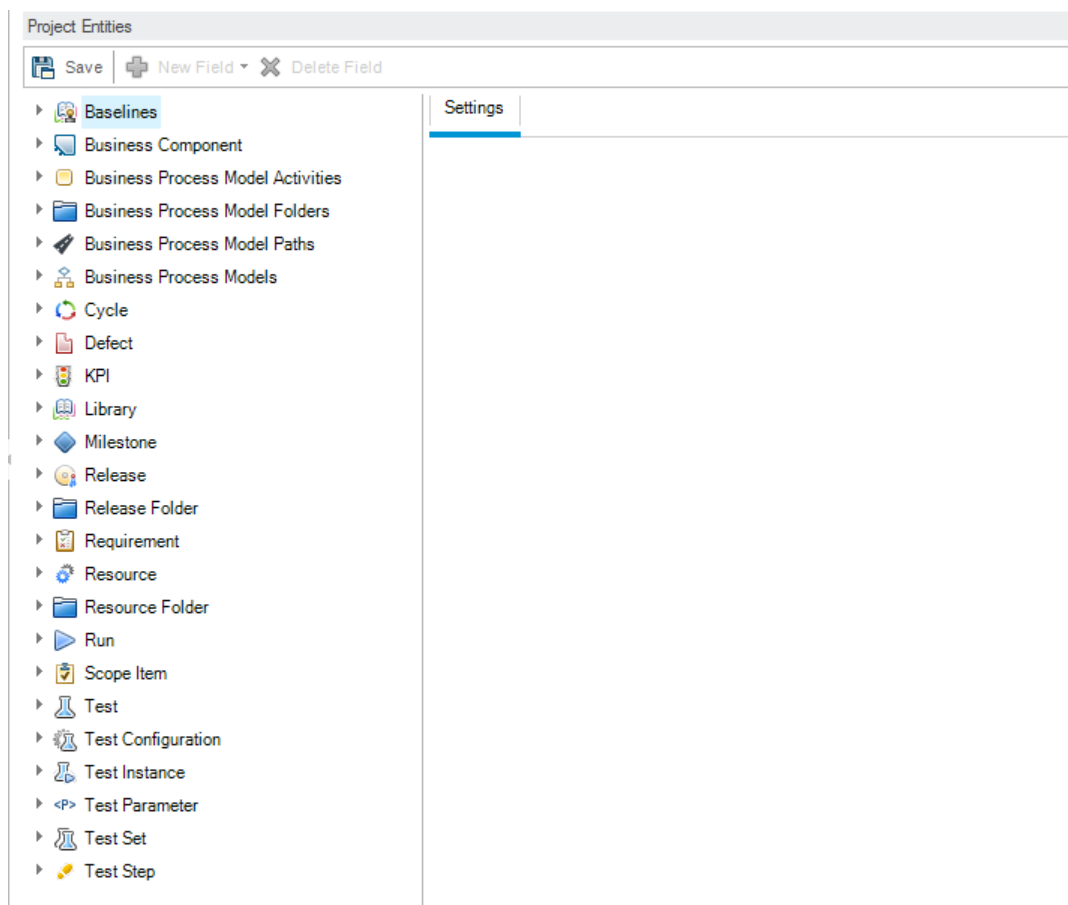 Project Entities
Save New Field Delete Field
Settings
Baselines
Business Component
Business Process Model Activities
Business Process Model Folders
Business Process Model Paths
Business Process Models
Cycle
Defect
KPI
Library
Milestone
Release
Release Folder
Requirement
Resource
Resource Folder
Run
Scope Item
Test
Test Configuration
Test Instance
<P> Test Parameter
Test Set
Test Step